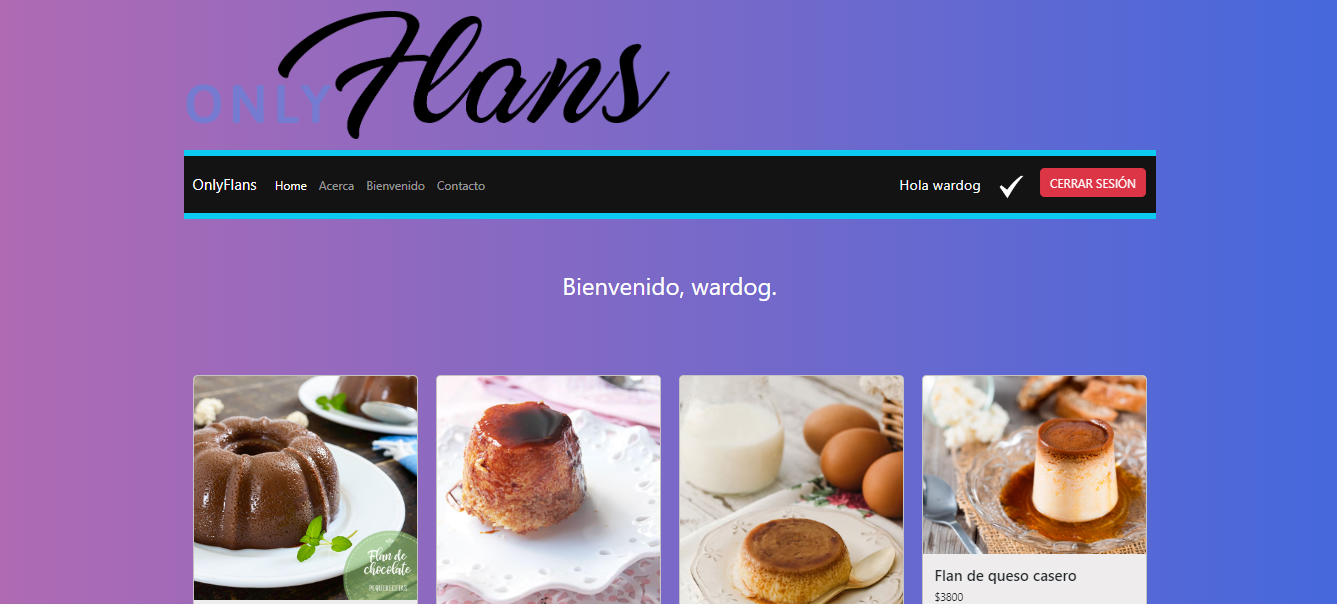 ONLY Flans
OnlyFlans Home Acerca Bienvenido Contacto Hola wardog CERRAR SESIÓN
Bienvenido, wardog.
Flan de
chocolate
PEQUERECETAS
Flan de queso casero
$3800